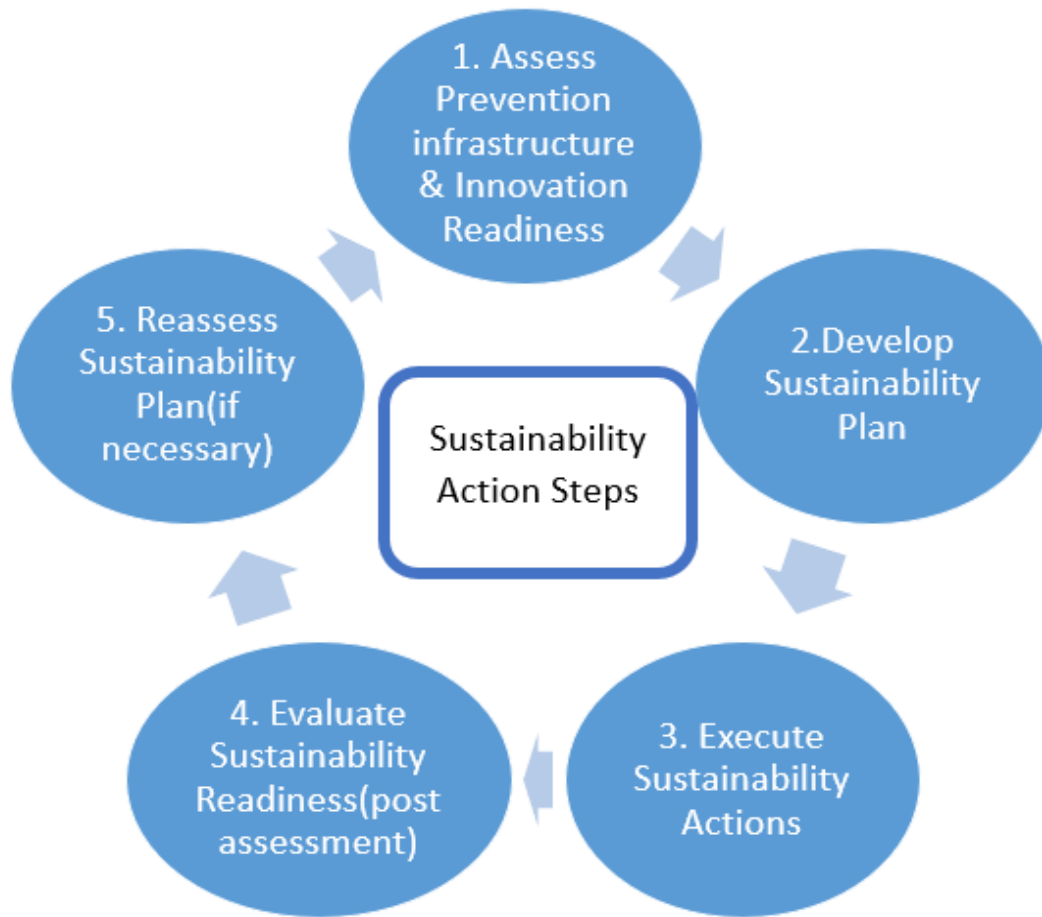 1. Assess
Prevention
infrastructure
& Innovation
Readiness
2.Develop
Sustainability
Plan
3. Execute
Sustainability
Actions
4. Evaluate
Sustainability
Readiness(post
assessment)
5. Reassess
Sustainability
Plan(if
necessary)
Sustainability
Action Steps